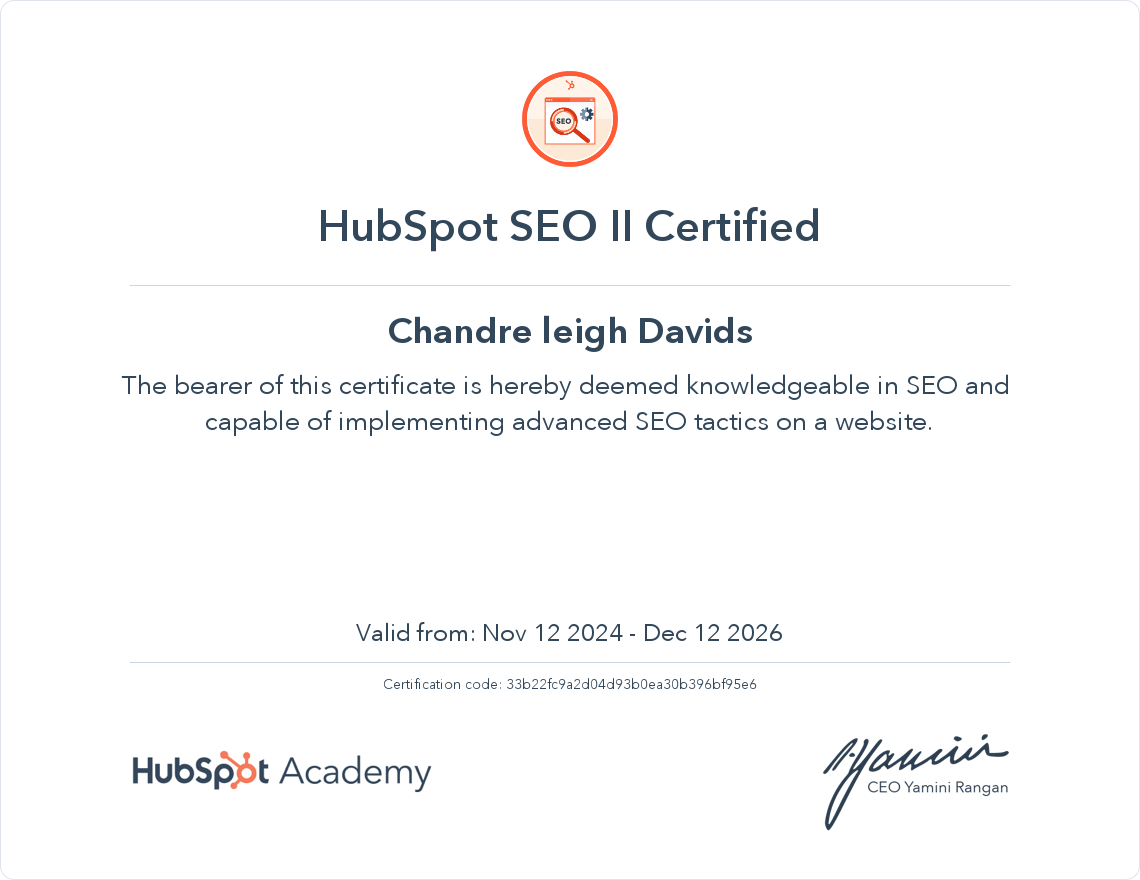 SEO
HubSpot SEO II Certified
Chandre leigh Davids
The bearer of this certificate is hereby deemed knowledgeable in SEO and
capable of implementing advanced SEO tactics on a website.
Valid from: Nov 12 2024 - Dec 12 2026
Certification code: 33b22fc9a2d04d93b0ea30b396bf95e6
HubSpot Academy
Yamini
CEO Yamini Rangan